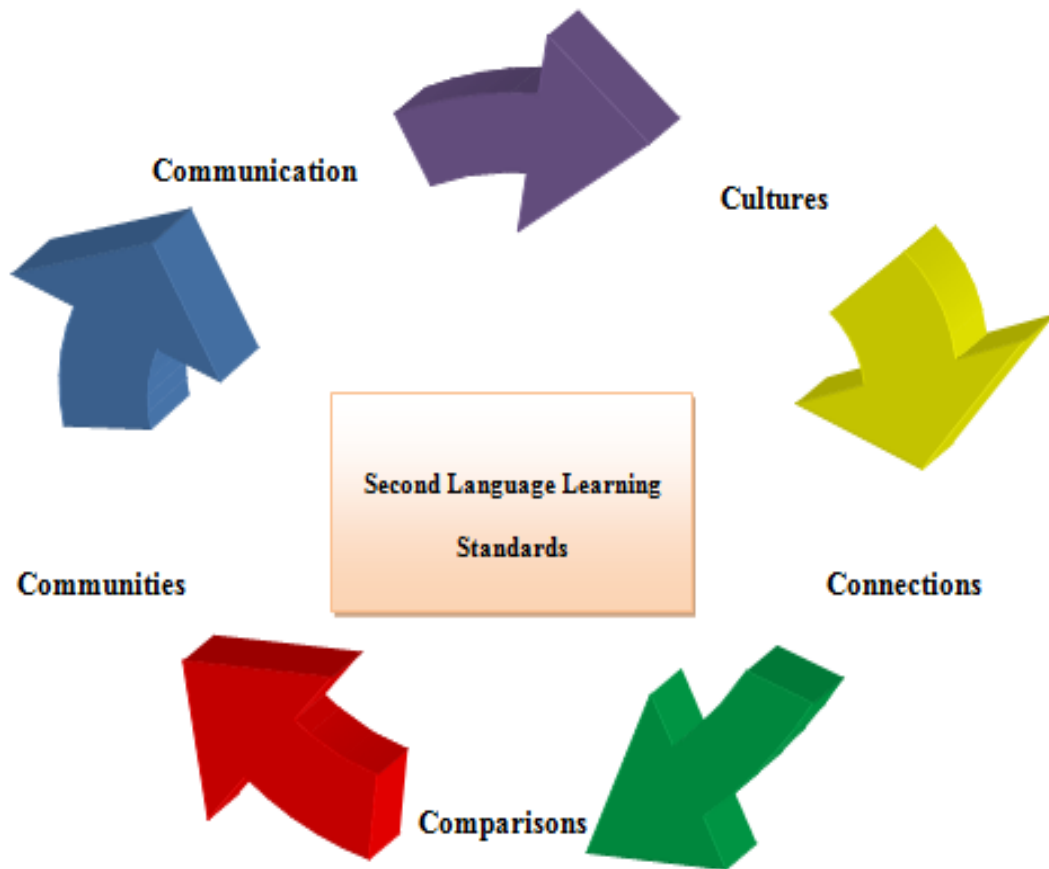 Communication
Cultures
Second Language Learning
Standards
Communities
Connections
Comparisons